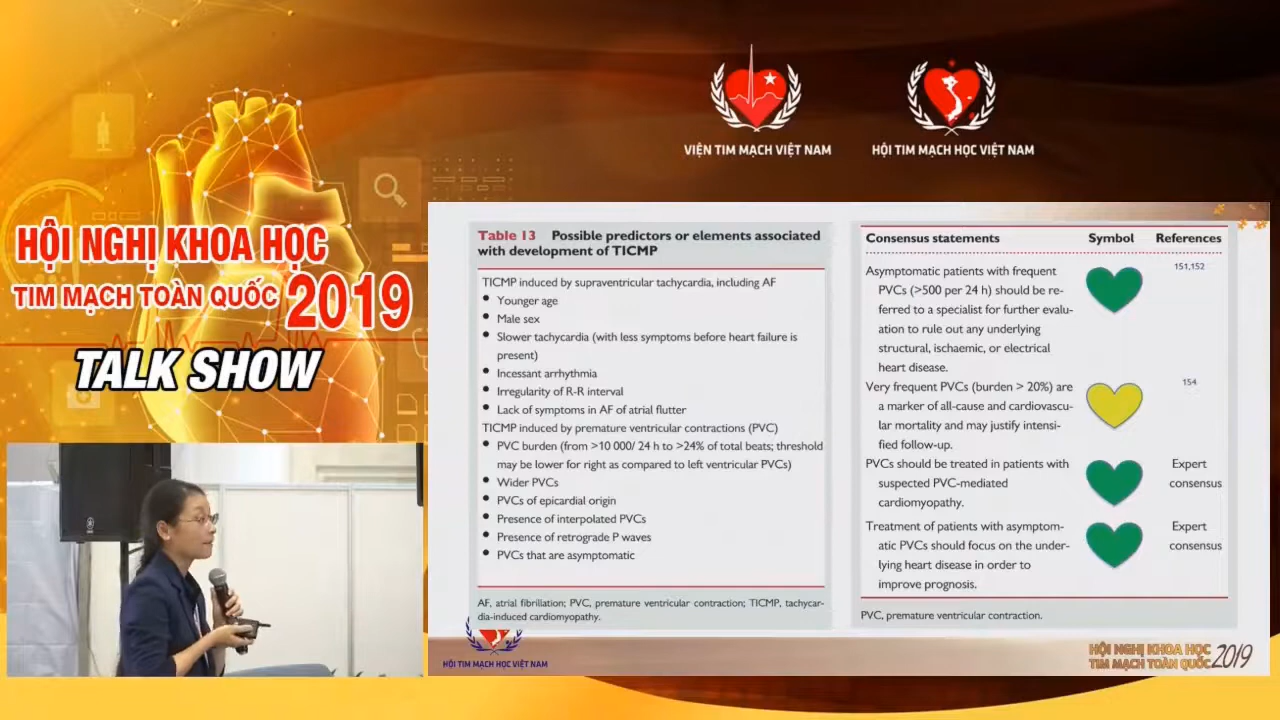 VIỆN TIM MẠCH VIỆT NAM
HỘI TIM MẠCH HỌC VIỆT NAM
HỘI NGHỊ KHOA HỌC
TIM MẠCH TOÀN QUỐC 2019
TALK SHOW
Table 13 Possible predictors or elements associated
with development of TICMP
TICMP induced by supraventricular tachycardia, including AF
• Younger age
• Male sex
• Slower tachycardia (with less symptoms before heart failure is
present)
• Incessant arrhythmia
• Irregularity of R-R interval
• Lack of symptoms in AF of atrial flutter
TICMP induced by premature ventricular contractions (PVC)
• PVC burden (from >10 000/ 24 h to >24% of total beats; threshold
may be lower for right as compared to left ventricular PVCs)
• Wider PVCs
• PVCs of epicardial origin
• Presence of interpolated PVCs
• Presence of retrograde P waves
• PVCs that are asymptomatic
AF, atrial fibrillation; PVC, premature ventricular contraction; TICMP, tachycar-
dia-induced cardiomyopathy.
Consensus statements Symbol References
Asymptomatic patients with frequent 151,152
PVCs (>500 per 24 h) should be re-
ferred to a specialist for further evalu-
ation to rule out any underlying
structural, ischaemic, or electrical
heart disease.
Very frequent PVCs (burden > 20%) are 154
a marker of all-cause and cardiovascu-
lar mortality and may justify intensi-
fied follow-up.
PVCs should be treated in patients with Expert
suspected PVC-mediated consensus
cardiomyopathy.
Treatment of patients with asymptom- Expert
atic PVCs should focus on the under- consensus
lying heart disease in order to
improve prognosis.
PVC, premature ventricular contraction.
HỘI TIM MẠCH HỌC VIỆT NAM
HỘI NGHỊ KHOA HỌC
TIM MẠCH TOÀN QUỐC 2019